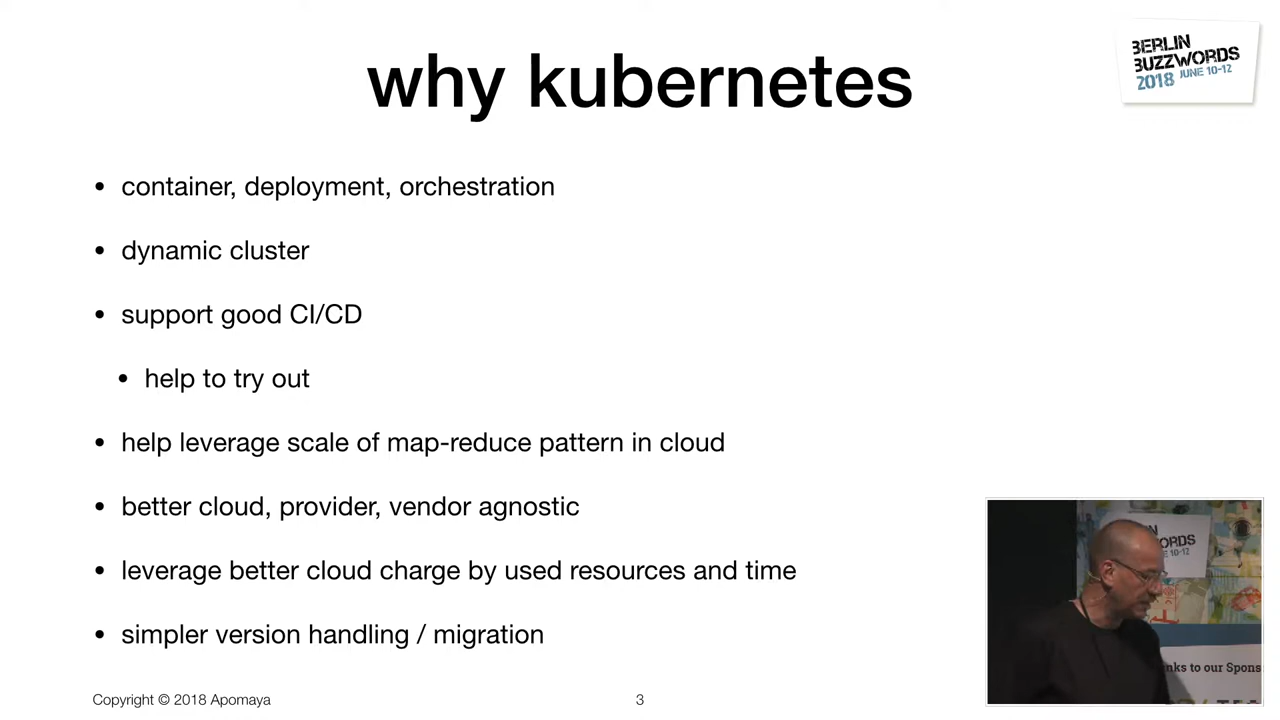 BERLIN
BUZZWORDS
2018 JUNE 10-12
why kubernetes
• container, deployment, orchestration
• dynamic cluster
• support good CI/CD
• help to try out
• help leverage scale of map-reduce pattern in cloud
• better cloud, provider, vendor agnostic
• leverage better cloud charge by used resources and time
• simpler version handling / migration
Copyright © 2018 Apomaya
3